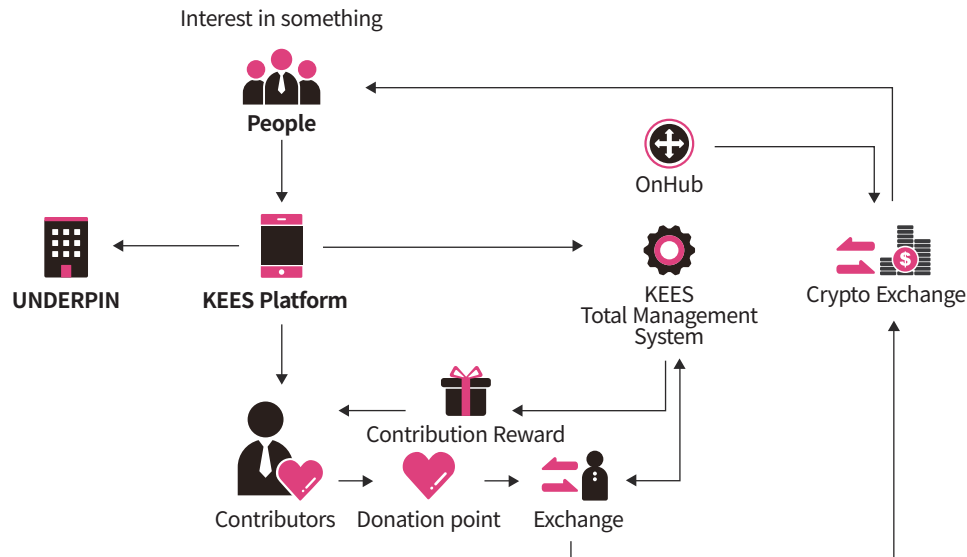 Interest in something
People
OnHub
UNDERPIN
KEES Platform
KEES
Total Management
System
Crypto Exchange
$
Contribution Reward
Contributors
Donation point
Exchange